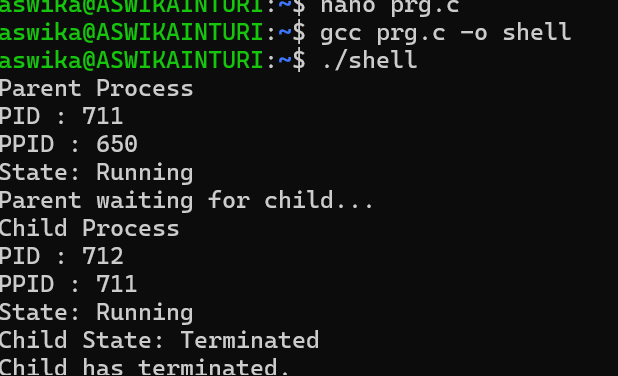 aswika@ASWIKAINTURI:~$ nano prg.c
aswika@ASWIKAINTURI:~$ gcc prg.c -o shell
aswika@ASWIKAINTURI:~$ ./shell
Parent Process
PID : 711
PPID : 650
State: Running
Parent waiting for child...
Child Process
PID : 712
PPID : 711
State: Running
Child State: Terminated
Child has terminated.